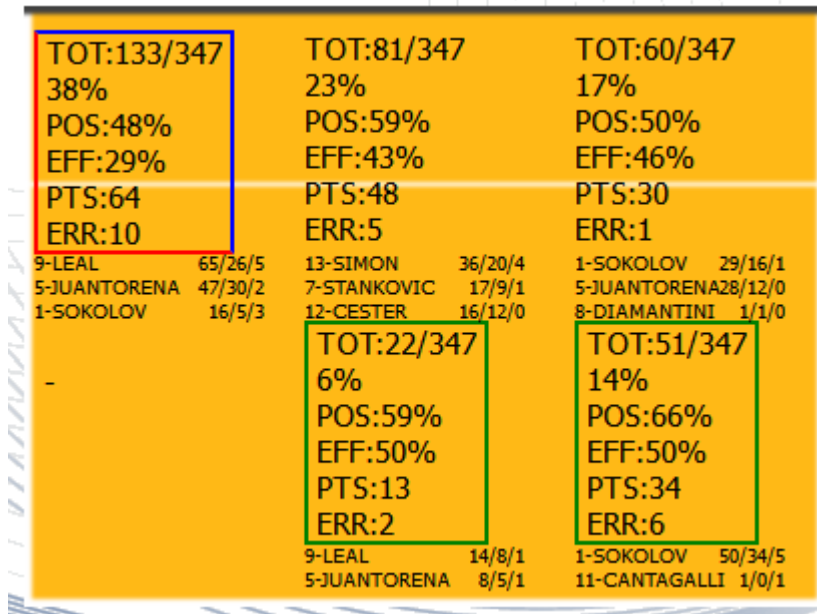 TOT:133/347
38%
POS:48%
EFF:29%
PTS:64
ERR:10
9-LEAL 65/26/5
5-JUANTORENA 47/30/2
1-SOKOLOV 16/5/3
TOT:81/347
23%
POS:59%
EFF:43%
PTS:48
ERR:5
13-SIMON 36/20/4
7-STANKOVIC 17/9/1
12-CESTER 16/12/0
TOT:60/347
17%
POS:50%
EFF:46%
PTS:30
ERR:1
1-SOKOLOV 29/16/1
5-JUANTORENA28/12/0
8-DIAMANTINI 1/1/0
-
TOT:22/347
6%
POS:59%
EFF:50%
PTS:13
ERR:2
9-LEAL 14/8/1
5-JUANTORENA 8/5/1
TOT:51/347
14%
POS:66%
EFF:50%
PTS:34
ERR:6
1-SOKOLOV 50/34/5
11-CANTAGALLI 1/0/1